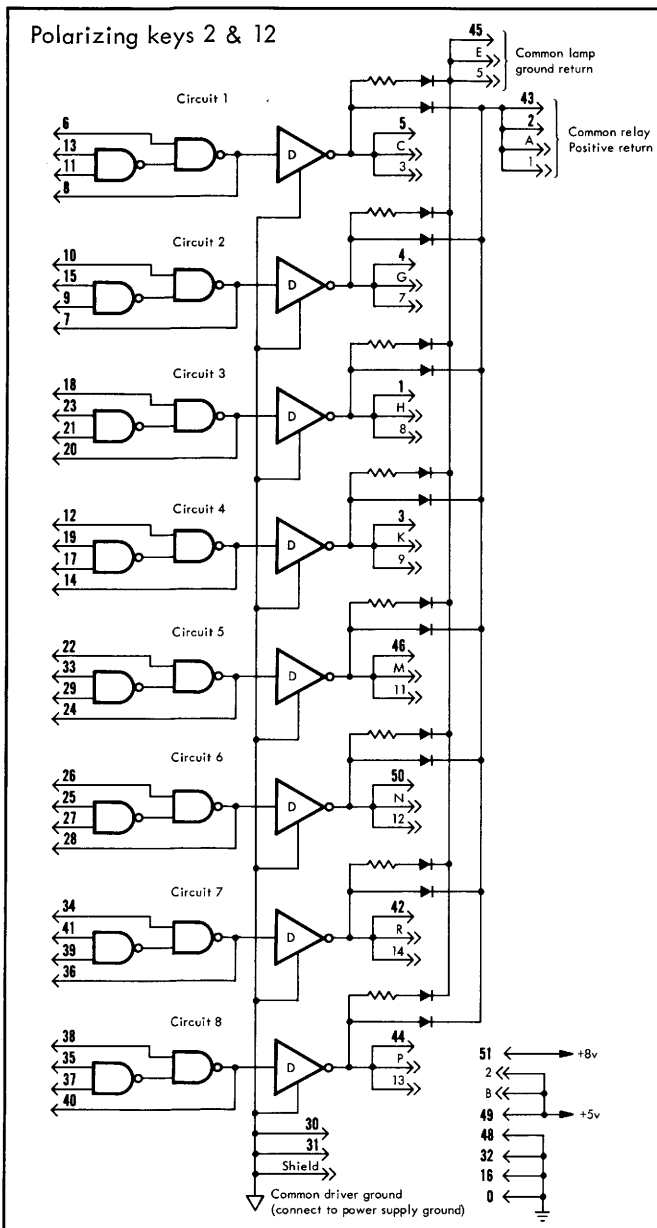 Polarizing keys 2 & 12
45
E
5
Common lamp
ground return
43
2
A
1
Common relay
Positive return
Circuit 1
6
13
11
8
D
5
C
3
Circuit 2
10
15
9
7
D
4
G
7
Circuit 3
18
23
21
20
D
1
H
8
Circuit 4
12
19
17
14
D
3
K
9
Circuit 5
22
33
29
24
D
46
M
11
Circuit 6
26
25
27
28
D
50
N
12
Circuit 7
34
41
39
36
D
42
R
14
Circuit 8
38
35
37
40
D
44
P
13
30
31
Shield
Common driver ground
(connect to power supply ground)
51 +8v
2
B
49 +5v
48
32
16
0